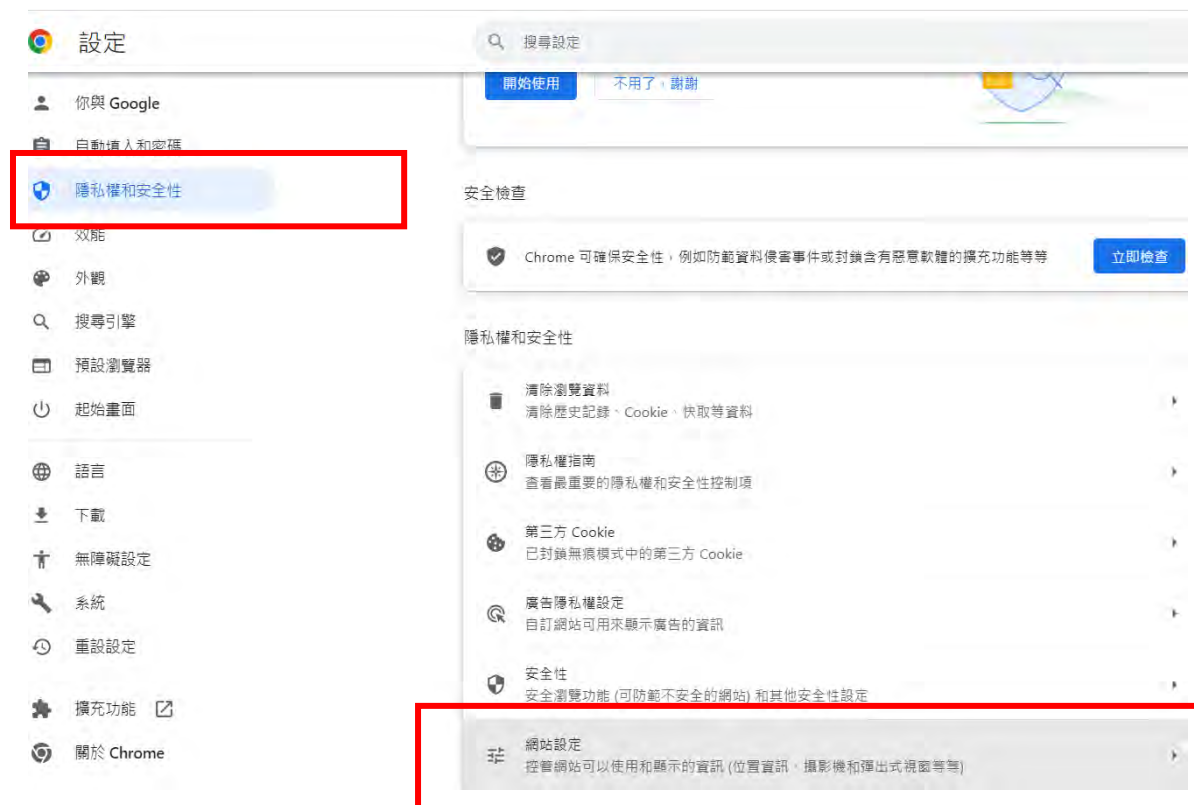 設定
搜尋設定
你與 Google
自動填入和密碼
隱私權和安全性
效能
外觀
搜尋引擎
預設瀏覽器
起始畫面
語言
下載
無障礙設定
系統
重設設定
擴充功能
關於 Chrome
開始使用
不用了，謝謝
安全檢查
Chrome 可確保安全性，例如防範資料侵害事件或封鎖含有惡意軟體的擴充功能等等
立即檢查
隱私權和安全性
清除瀏覽資料
清除歷史記錄、Cookie、快取等資料
隱私權指南
查看最重要的隱私權和安全性控制項
第三方 Cookie
已封鎖無痕模式中的第三方 Cookie
廣告隱私權設定
自訂網站可用來顯示廣告的資訊
安全性
安全瀏覽功能 (可防範不安全的網站) 和其他安全性設定
網站設定
控管網站可以使用和顯示的資訊 (位置資訊、攝影機和彈出式視窗等等)